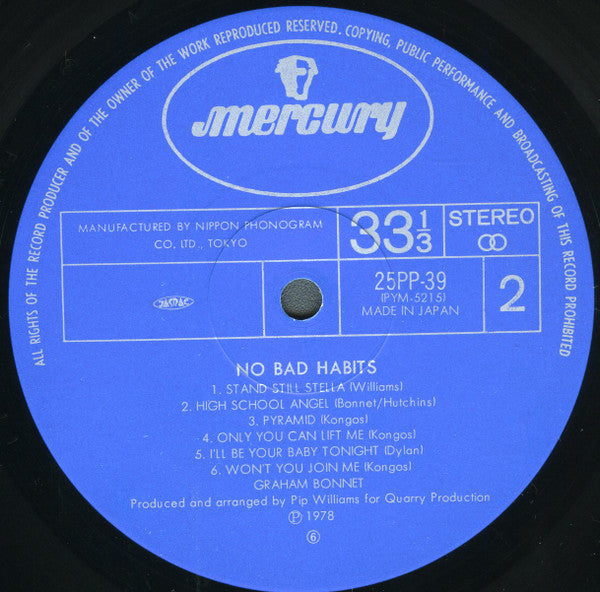 ALL RIGHTS OF THE RECORD PRODUCER AND OF THE OWNER OF THE WORK REPRODUCED RESERVED. COPYING, PUBLIC PERFORMANCE AND BROADCASTING OF THIS RECORD PROHIBITED
mercury
MANUFACTURED BY NIPPON PHONOGRAM
CO. LTD., TOKYO
33 1/3
STEREO
JASRAC
25PP-39
(PYM-5215)
MADE IN JAPAN
2
NO BAD HABITS
1. STAND STILL STELLA (Williams)
2. HIGH SCHOOL ANGEL (Bonnet/Hutchins)
3. PYRAMID (Kongos)
4. ONLY YOU CAN LIFT ME (Kongos)
5. I'LL BE YOUR BABY TONIGHT (Dylan)
6. WON'T YOU JOIN ME (Kongos)
GRAHAM BONNET
Produced and arranged by Pip Williams for Quarry Production
Ⓟ 1978
⑥